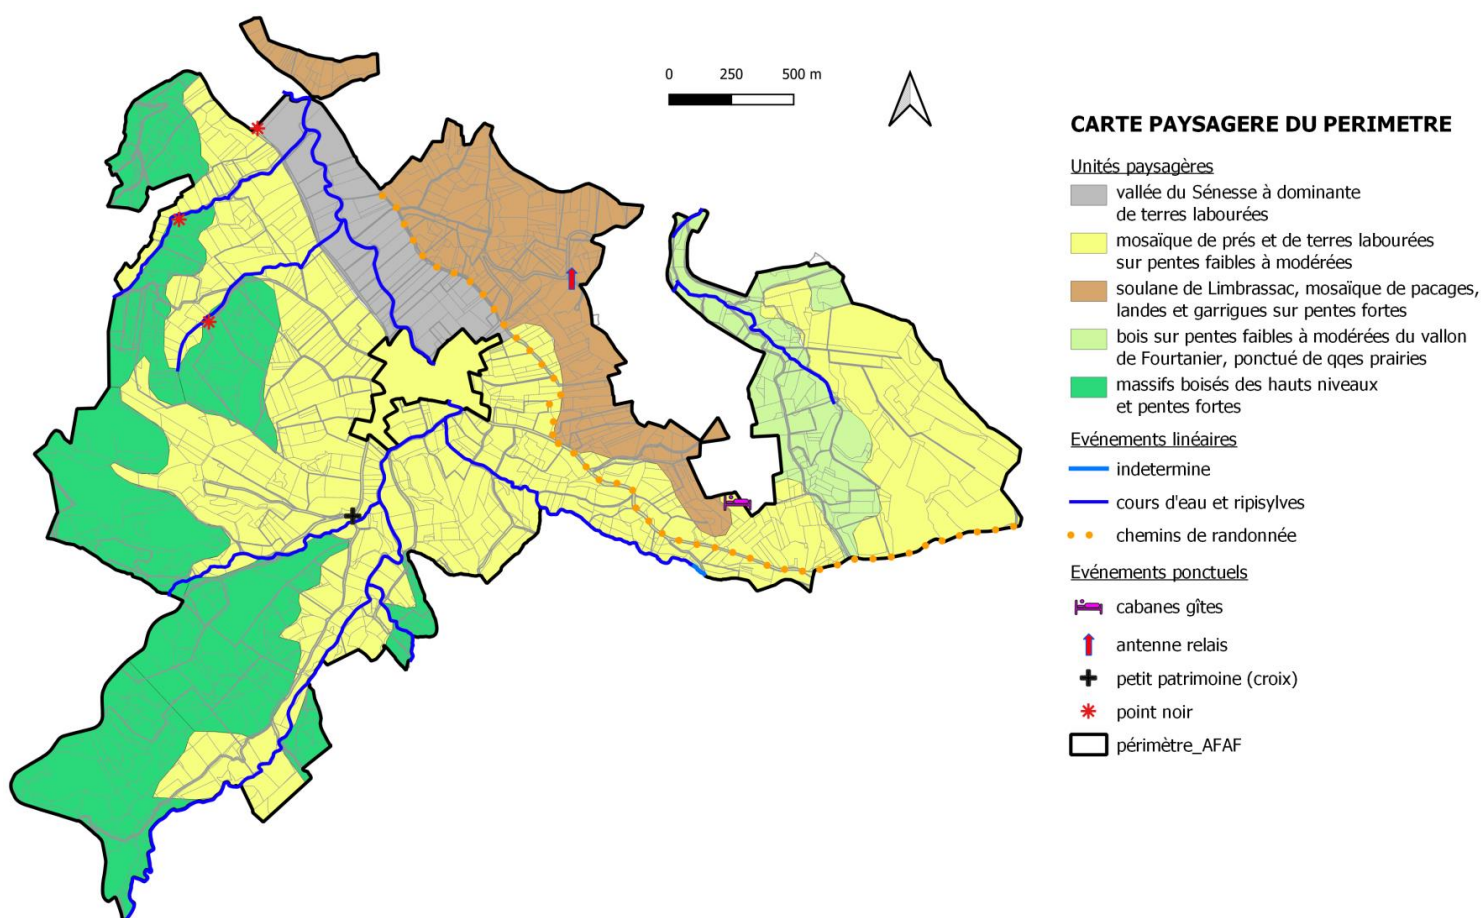 0 250 500 m
CARTE PAYSAGERE DU PERIMETRE
Unités paysagères
vallée du Sénesse à dominante
de terres labourées
mosaïque de prés et de terres labourées
sur pentes faibles à modérées
soulane de Limbrassac, mosaïque de pacages,
landes et garrigues sur pentes fortes
bois sur pentes faibles à modérées du vallon
de Fourtanier, ponctué de qqes prairies
massifs boisés des hauts niveaux
et pentes fortes
Evénements linéaires
indetermine
cours d'eau et ripisylves
chemins de randonnée
Evénements ponctuels
cabanes gîtes
antenne relais
petit patrimoine (croix)
point noir
périmètre_AFAF